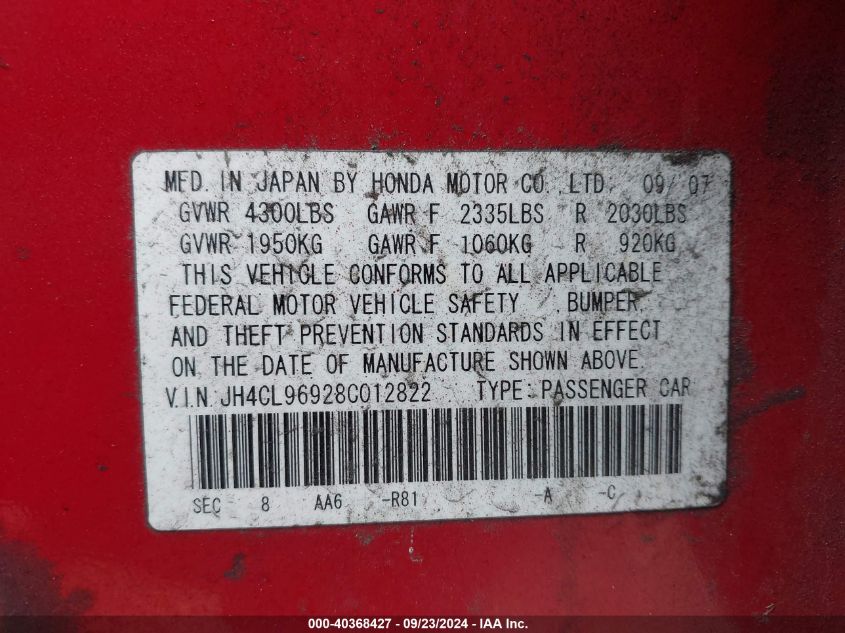 MFD. IN JAPAN BY HONDA MOTOR CO., LTD. 09/07
GVWR 4300LBS GAWR F 2335LBS R 2030LBS
GVWR 1950KG GAWR F 1060KG R 920KG
THIS VEHICLE CONFORMS TO ALL APPLICABLE
FEDERAL MOTOR VEHICLE SAFETY , BUMPER,
AND THEFT PREVENTION STANDARDS IN EFFECT
ON THE DATE OF MANUFACTURE SHOWN ABOVE.
V.I.N. JH4CL96928C012822 TYPE: PASSENGER CAR
SEC 8 AA6 -R81 -A -C
000-40368427 - 09/23/2024 - IAA Inc.